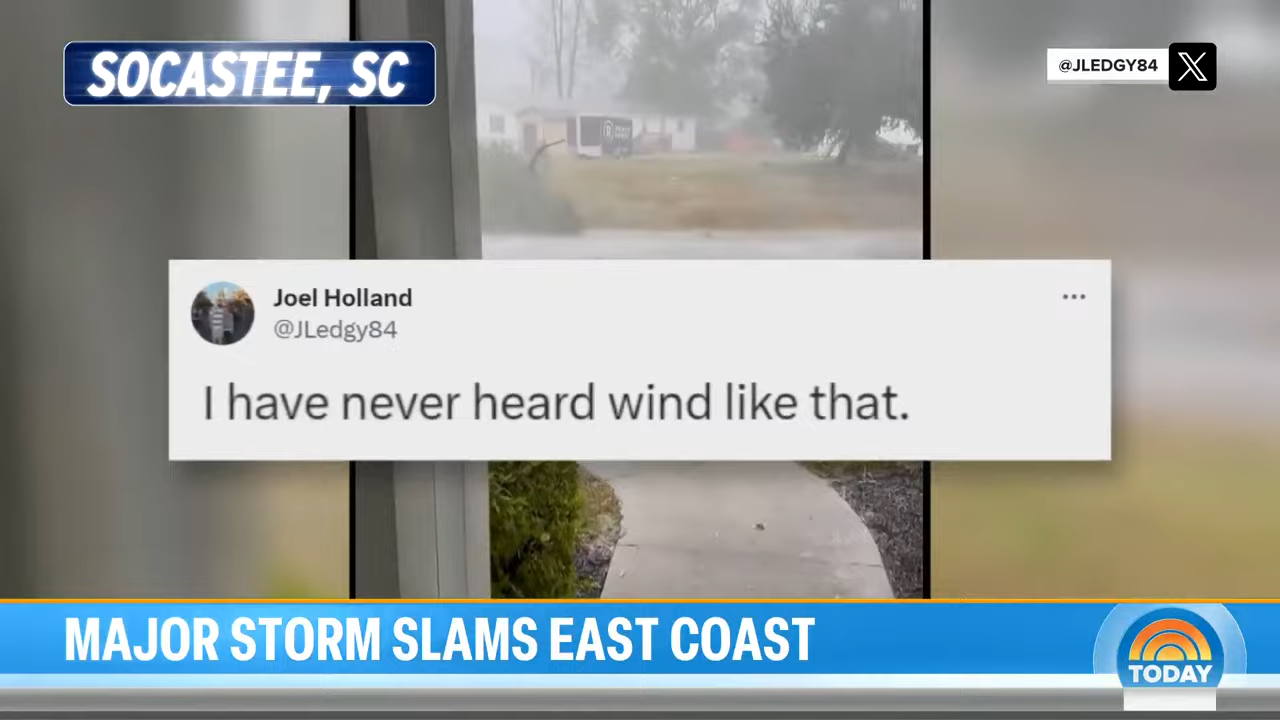 SOCASTEE, SC
@JLEDGY84
Joel Holland
@JLedgy84
I have never heard wind like that.
MAJOR STORM SLAMS EAST COAST
TODAY